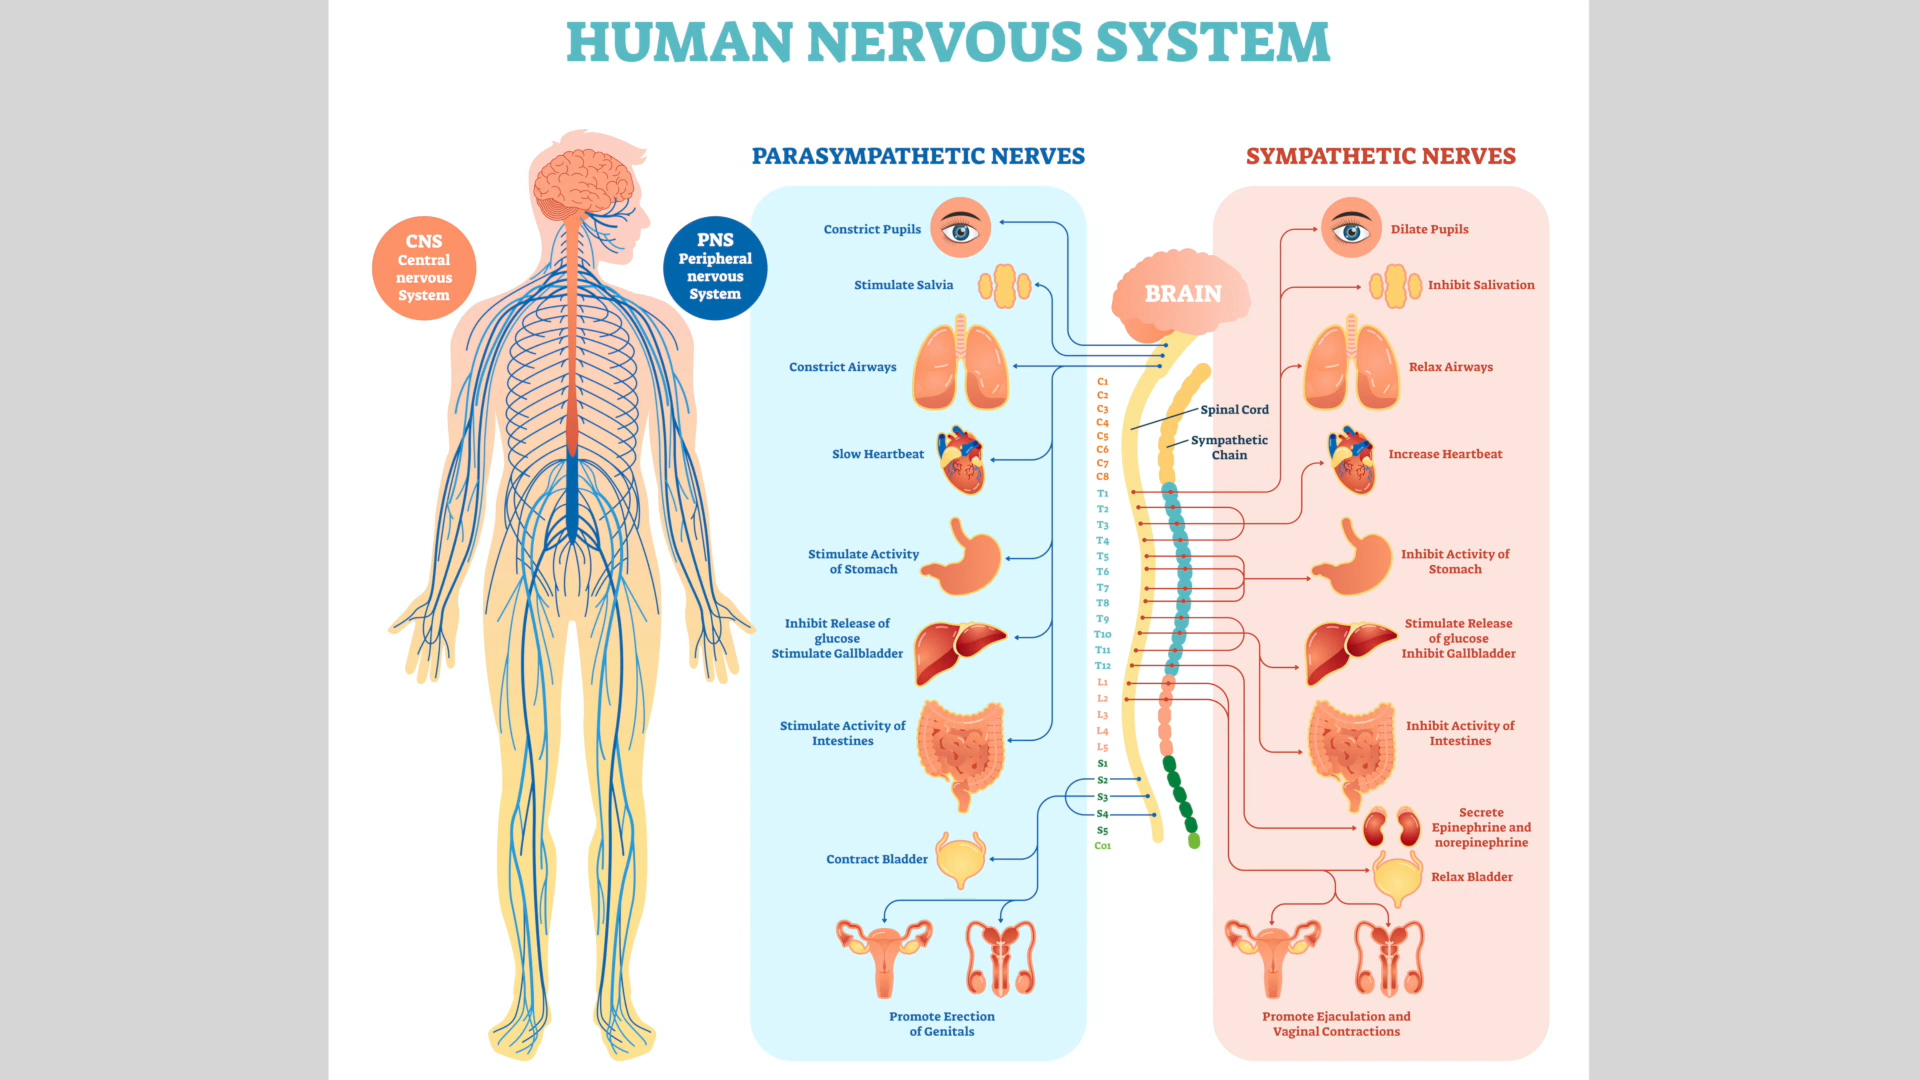 HUMAN NERVOUS SYSTEM
CNS
Central
nervous
System
PNS
Peripheral
nervous
System
PARASYMPATHETIC NERVES
Constrict Pupils
Stimulate Salvia
Constrict Airways
Slow Heartbeat
Stimulate Activity
of Stomach
Inhibit Release of
glucose
Stimulate Gallbladder
Stimulate Activity of
Intestines
Contract Bladder
Promote Erection
of Genitals
BRAIN
Spinal Cord
Sympathetic
Chain
C1
C2
C3
C4
C5
C6
C7
C8
T1
T2
T3
T4
T5
T6
T7
T8
T9
T10
T11
T12
L1
L2
L3
L4
L5
S1
S2
S3
S4
S5
Co1
SYMPATHETIC NERVES
Dilate Pupils
Inhibit Salivation
Relax Airways
Increase Heartbeat
Inhibit Activity of
Stomach
Stimulate Release
of glucose
Inhibit Gallbladder
Inhibit Activity of
Intestines
Secrete
Epinephrine and
norepinephrine
Relax Bladder
Promote Ejaculation and
Vaginal Contractions